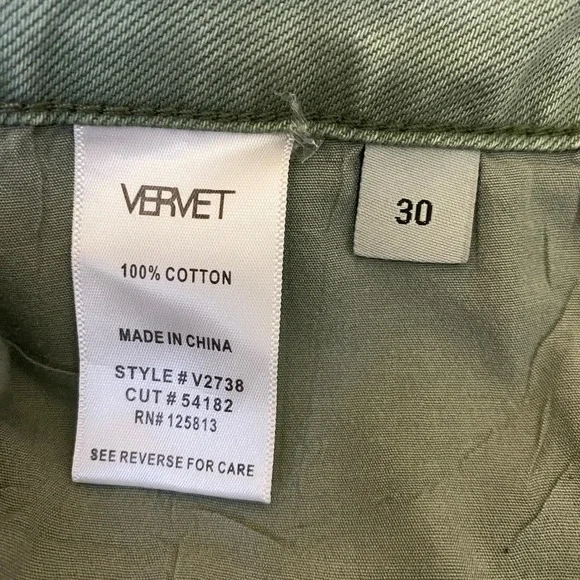 VERVET
100% COTTON
MADE IN CHINA
STYLE # V2738
CUT # 54182
RN# 125813
SEE REVERSE FOR CARE
30